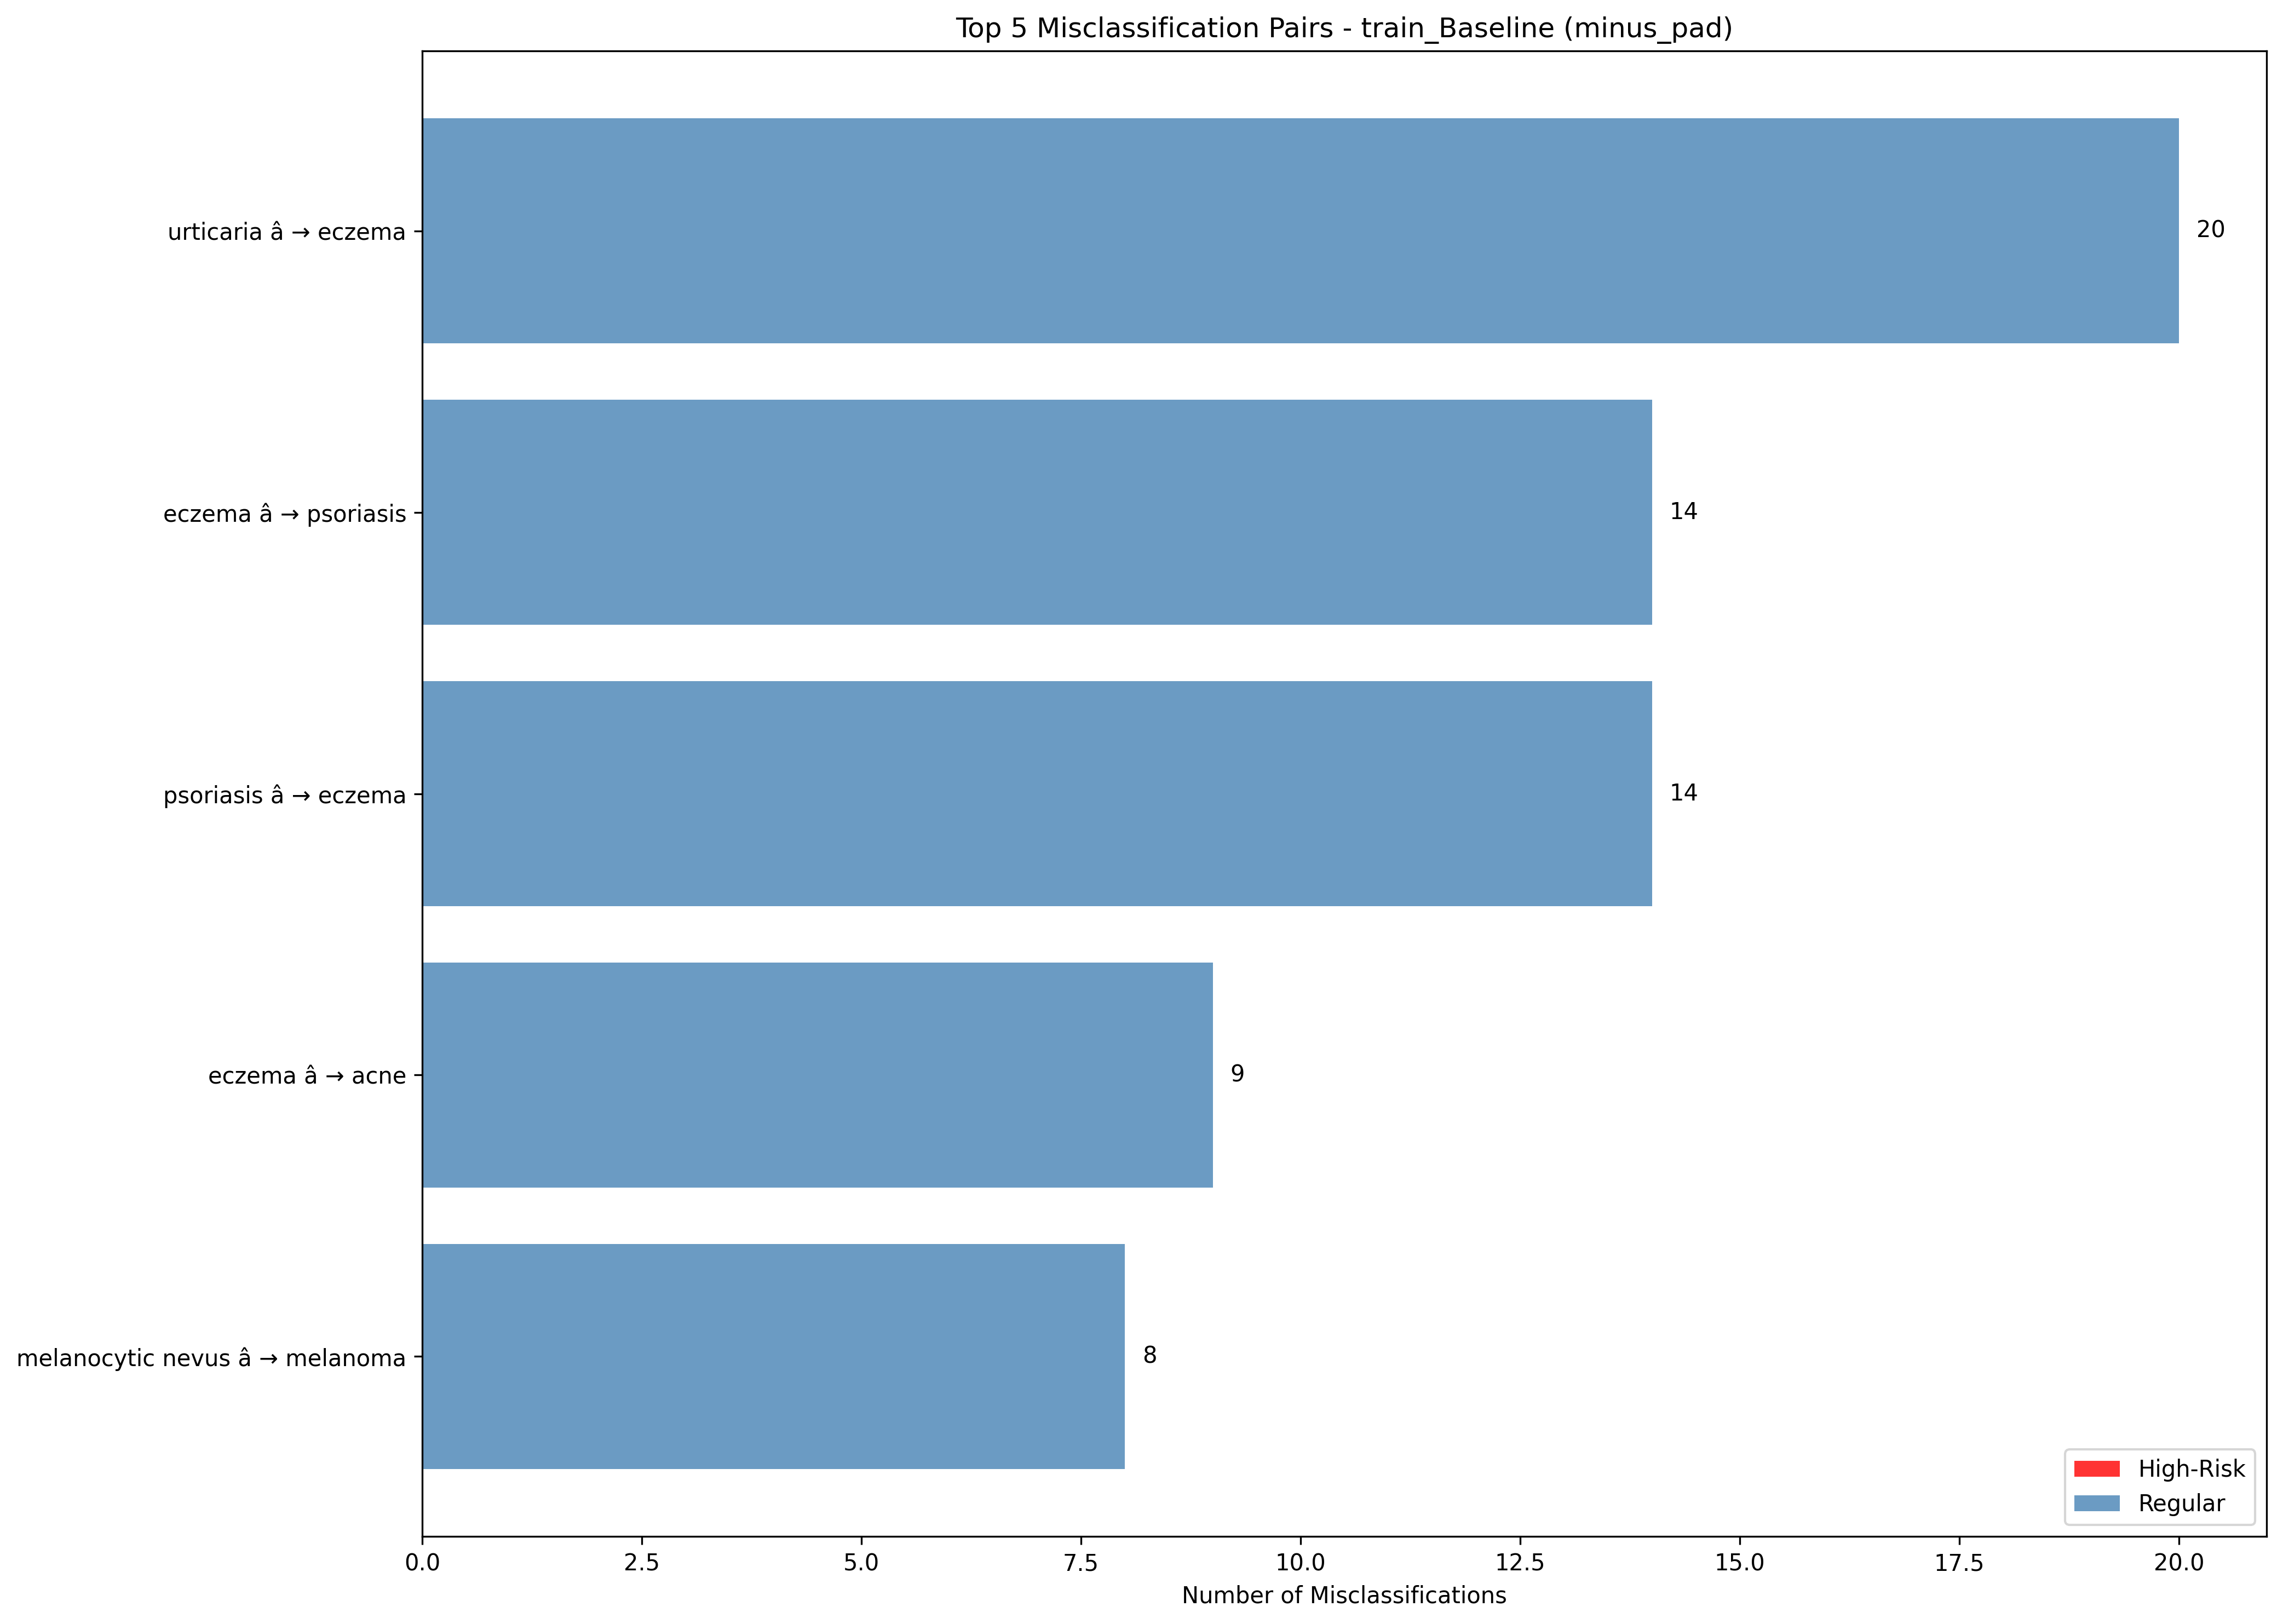 Top 5 Misclassification Pairs - train_Baseline (minus_pad)
urticaria â → eczema
20
eczema â → psoriasis
14
psoriasis â → eczema
14
eczema â → acne
9
melanocytic nevus â → melanoma
8
High-Risk
Regular
0.0 2.5 5.0 7.5 10.0 12.5 15.0 17.5 20.0
Number of Misclassifications